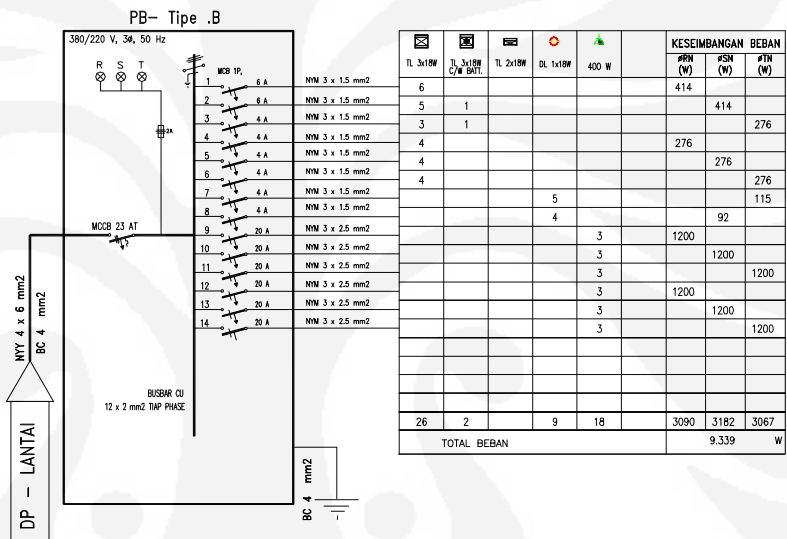 PB– Tipe .B
380/220 V, 3ø, 50 Hz
R S T
2A
MCCB 23 AT
MCB 1P,
1 6 A NYM 3 x 1.5 mm2
2 6 A NYM 3 x 1.5 mm2
3 4 A NYM 3 x 1.5 mm2
4 4 A NYM 3 x 1.5 mm2
5 4 A NYM 3 x 1.5 mm2
6 4 A NYM 3 x 1.5 mm2
7 4 A NYM 3 x 1.5 mm2
8 4 A NYM 3 x 1.5 mm2
9 20 A NYM 3 x 2.5 mm2
10 20 A NYM 3 x 2.5 mm2
11 20 A NYM 3 x 2.5 mm2
12 20 A NYM 3 x 2.5 mm2
13 20 A NYM 3 x 2.5 mm2
14 20 A NYM 3 x 2.5 mm2
BUSBAR CU
12 x 2 mm2 TIAP PHASE
NYY 4 x 6 mm2
BC 4 mm2
DP – LANTAI
BC 4 mm2
KESEIMBANGAN BEBAN
TL 3x18W TL 3x18W C/W BATT. TL 2x18W DL 1x18W 400 W øRN (W) øSN (W) øTN (W)
6 414
5 1 414
3 1 276
4 276
4 276
4 276
5 115
4 92
3 1200
3 1200
3 1200
3 1200
3 1200
3 1200
26 2 9 18 3090 3182 3067
TOTAL BEBAN 9.339 W